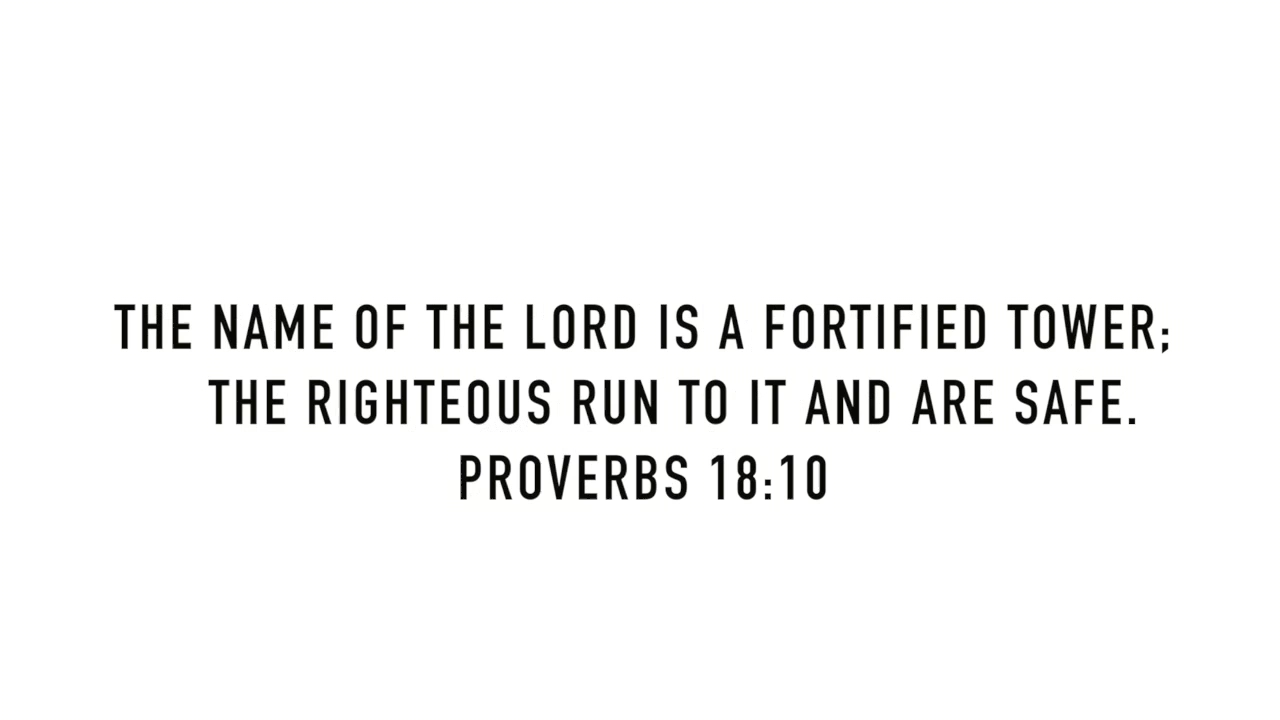 THE NAME OF THE LORD IS A FORTIFIED TOWER;
THE RIGHTEOUS RUN TO IT AND ARE SAFE.
PROVERBS 18:10